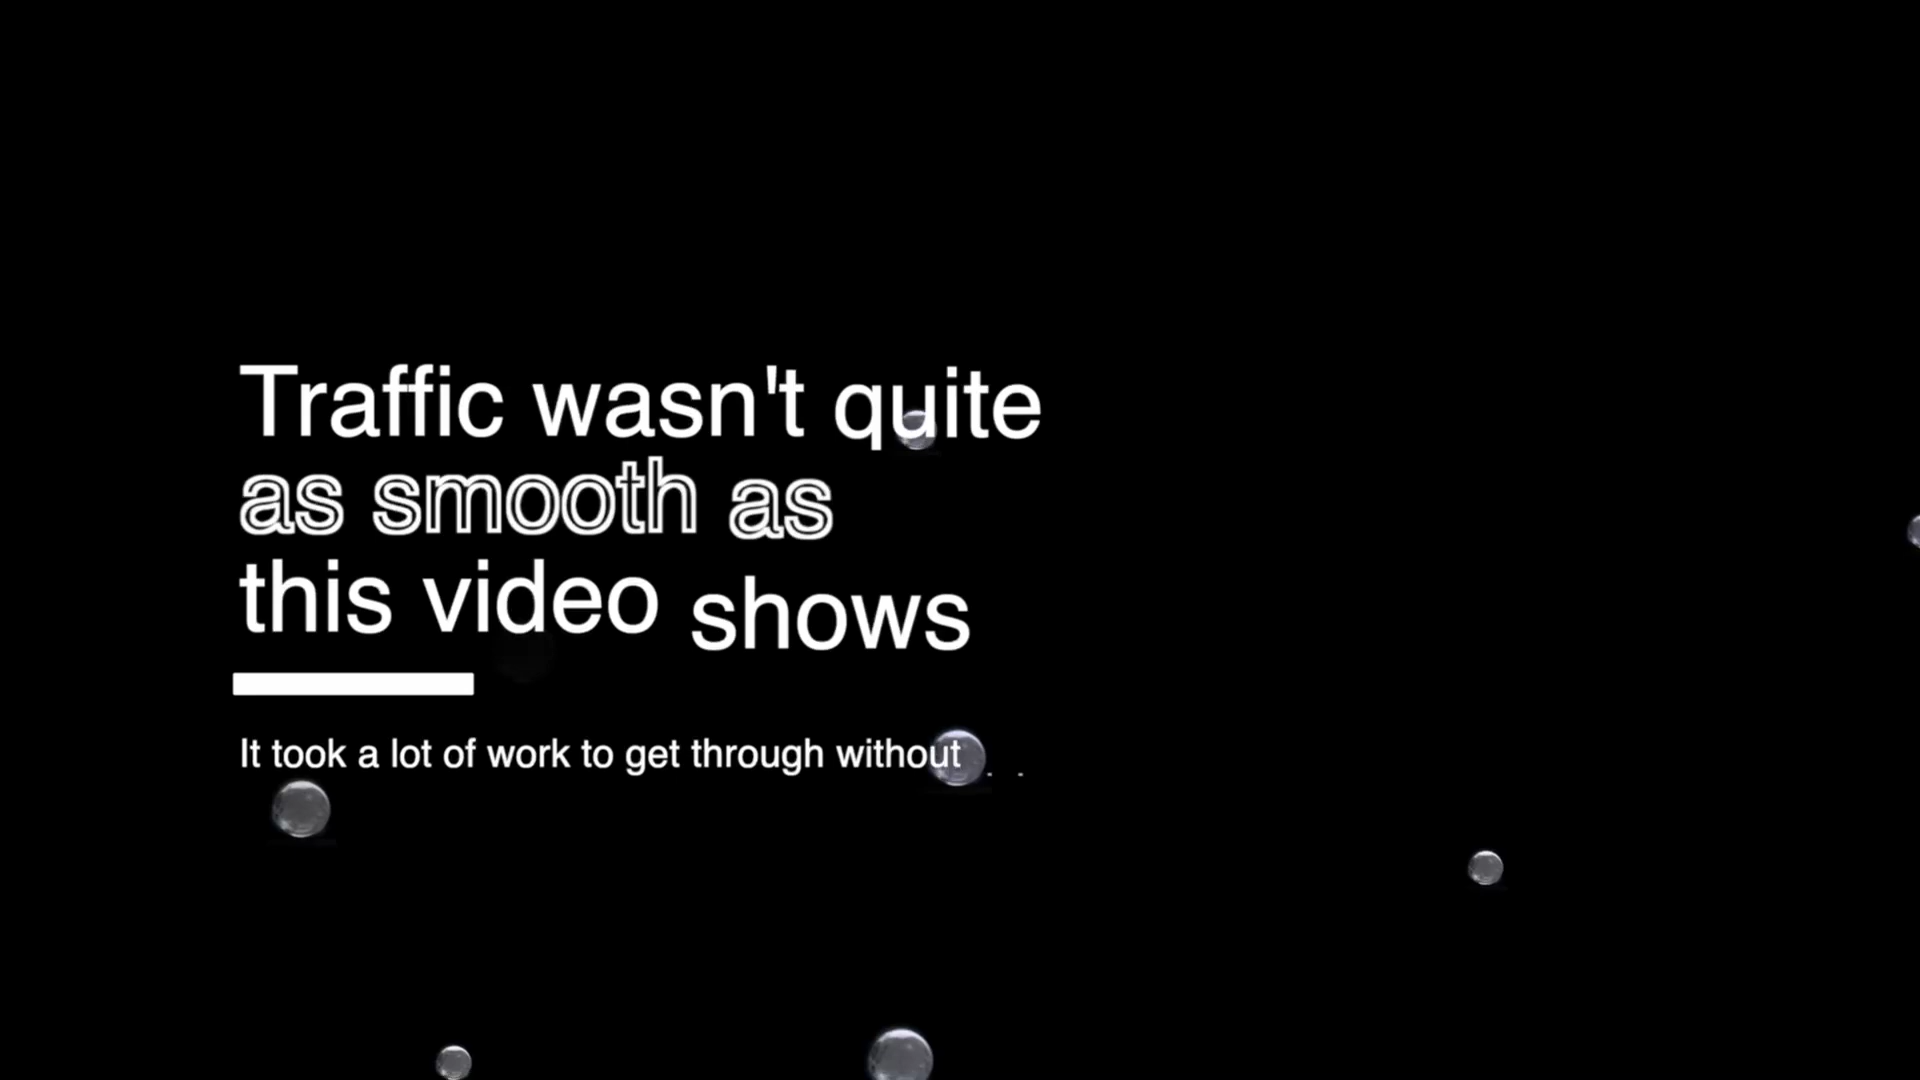 Traffic wasn't quite
as smooth as
this video shows
It took a lot of work to get through without